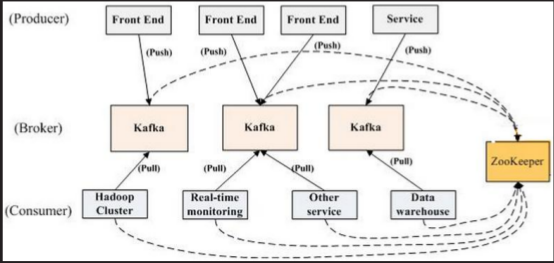 (Producer)
Front End
Front End
Front End
Service
(Push)
(Push)
(Push)
(Push)
(Broker)
Kafka
Kafka
Kafka
ZooKeeper
(Pull)
(Pull)
(Pull)
(Pull)
(Consumer)
Hadoop
Cluster
Real-time
monitoring
Other
service
Data
warehouse